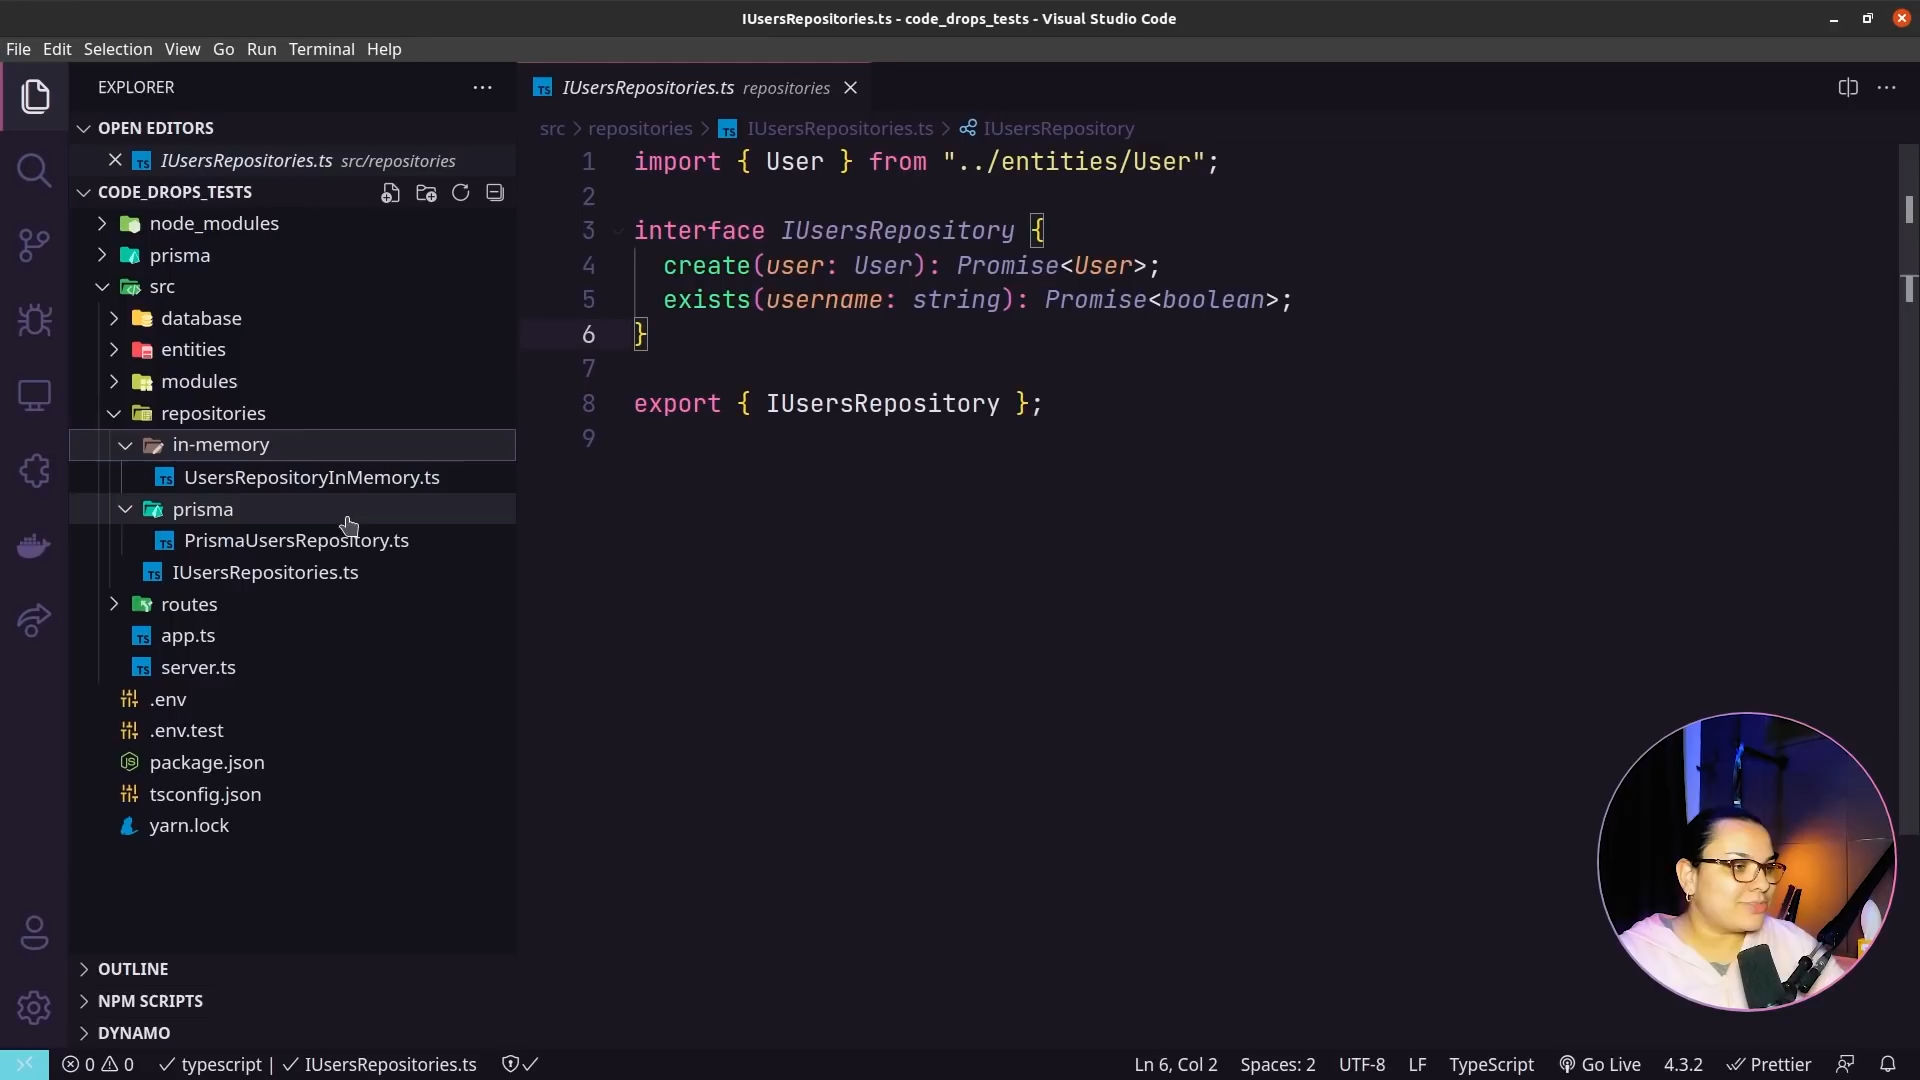 IUsersRepositories.ts - code_drops_tests - Visual Studio Code
File Edit Selection View Go Run Terminal Help
EXPLORER
OPEN EDITORS
IUsersRepositories.ts src/repositories
CODE_DROPS_TESTS
node_modules
prisma
src
database
entities
modules
repositories
in-memory
UsersRepositoryInMemory.ts
prisma
PrismaUsersRepository.ts
IUsersRepositories.ts
routes
app.ts
server.ts
.env
.env.test
package.json
tsconfig.json
yarn.lock
OUTLINE
NPM SCRIPTS
DYNAMO
IUsersRepositories.ts repositories
src > repositories > TS IUsersRepositories.ts > IUsersRepository
1 import { User } from "../entities/User";
2
3 interface IUsersRepository {
4 create(user: User): Promise<User>;
5 exists(username: string): Promise<boolean>;
6 }
7
8 export { IUsersRepository };
9
0 0 typescript | IUsersRepositories.ts Ln 6, Col 2 Spaces: 2 UTF-8 LF TypeScript Go Live 4.3.2 Prettier